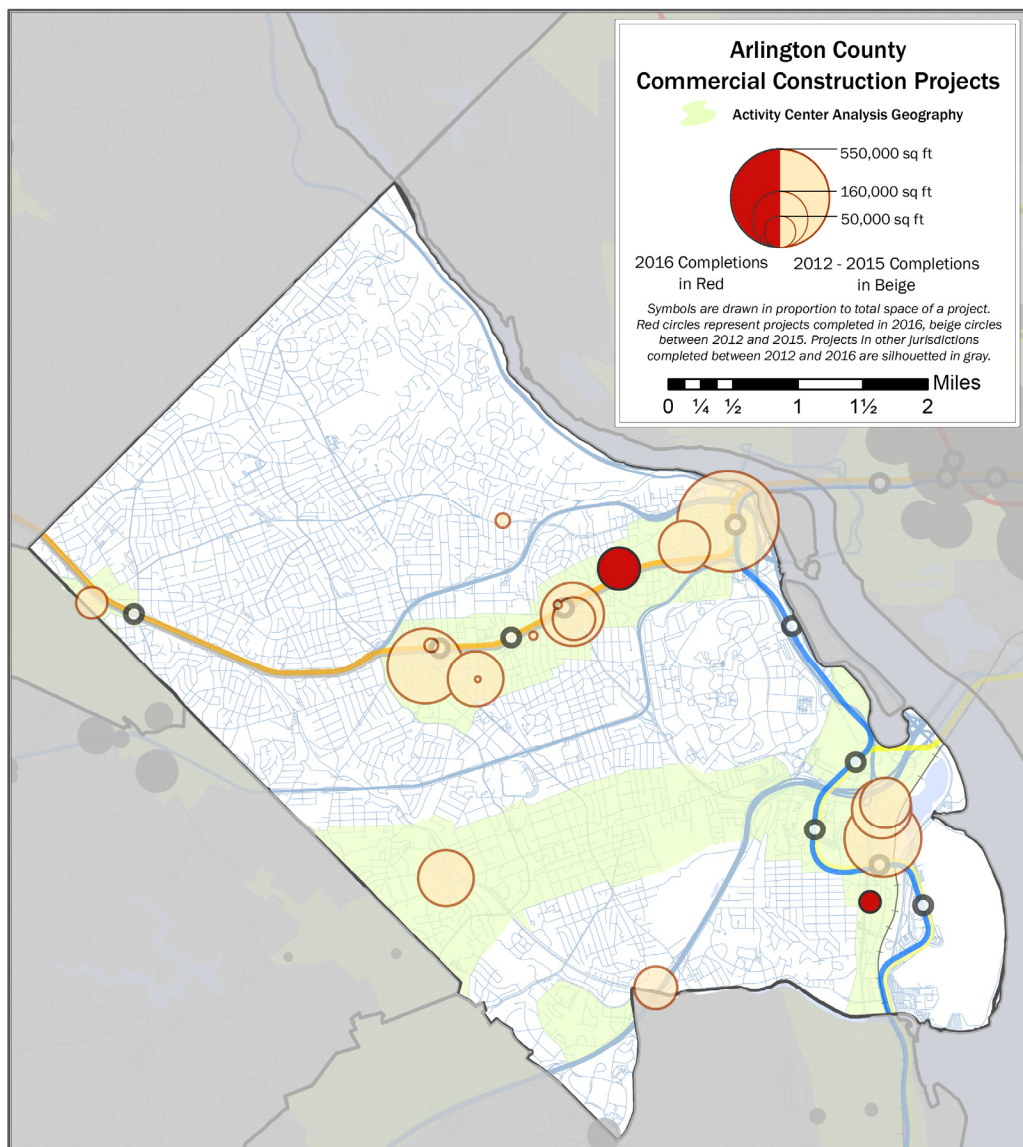 Arlington County
Commercial Construction Projects
Activity Center Analysis Geography
550,000 sq ft
160,000 sq ft
50,000 sq ft
2016 Completions
in Red
2012 - 2015 Completions
in Beige
Symbols are drawn in proportion to total space of a project.
Red circles represent projects completed in 2016, beige circles
between 2012 and 2015. Projects in other jurisdictions
completed between 2012 and 2016 are silhouetted in gray.
Miles
0 ¼ ½ 1 1½ 2